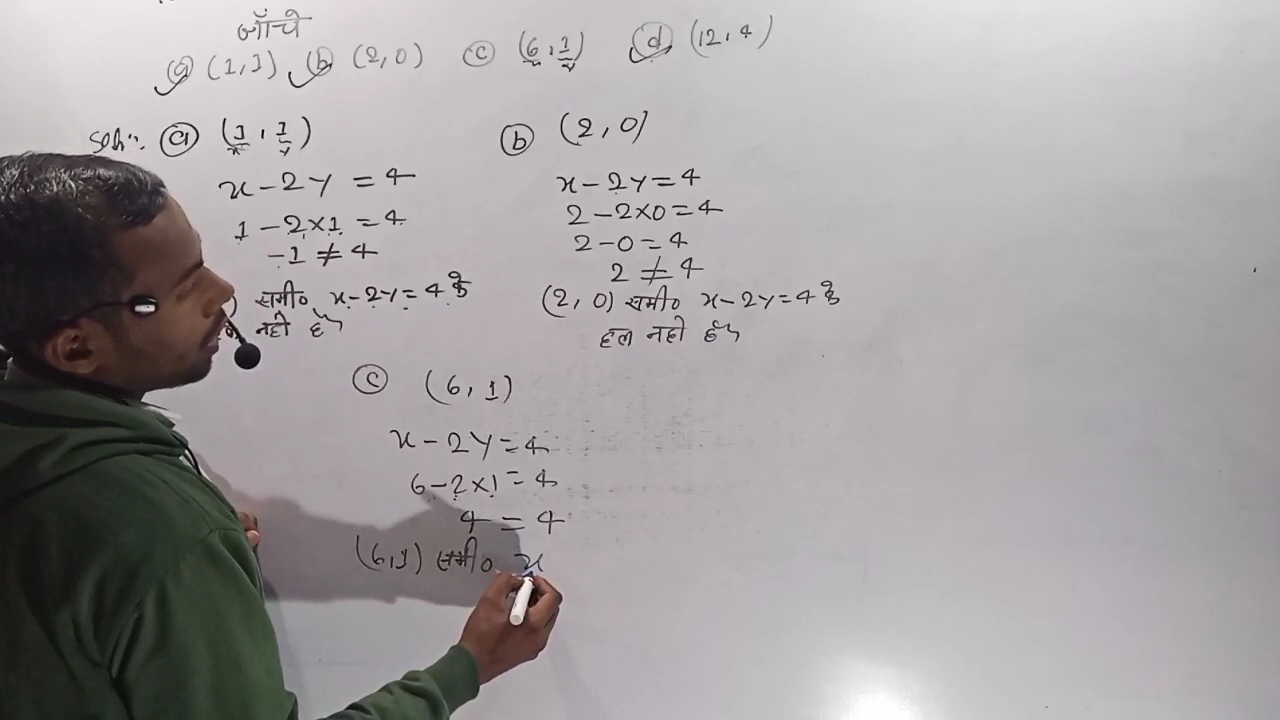 जाँचे
(a) (1,1) (b) (2,0) (c) (6,1) (d) (12,4)
Soln:- (a) (1,1)
x
y
x-2y=4
1-2×1=4
-1≠4
समी० x-2y=4 के
नही है
(b) (2,0)
x-2y=4
2-2×0=4
2-0=4
2≠4
(2,0) समी० x-2y=4 के
हल नही है
(c) (6,1)
x-2y=4
6-2×1=4
4=4
(6,1) समी० x